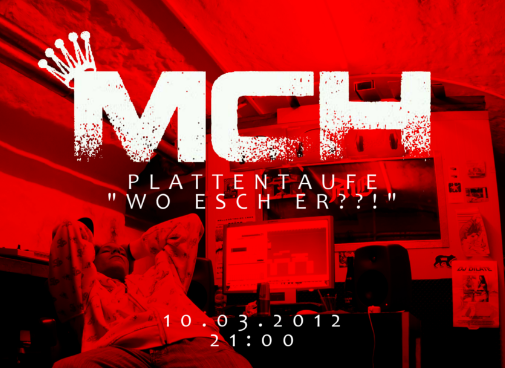 MCH
PLATTENTAUFE
"WO ESCH ER??!"
10.03.2012
21:00